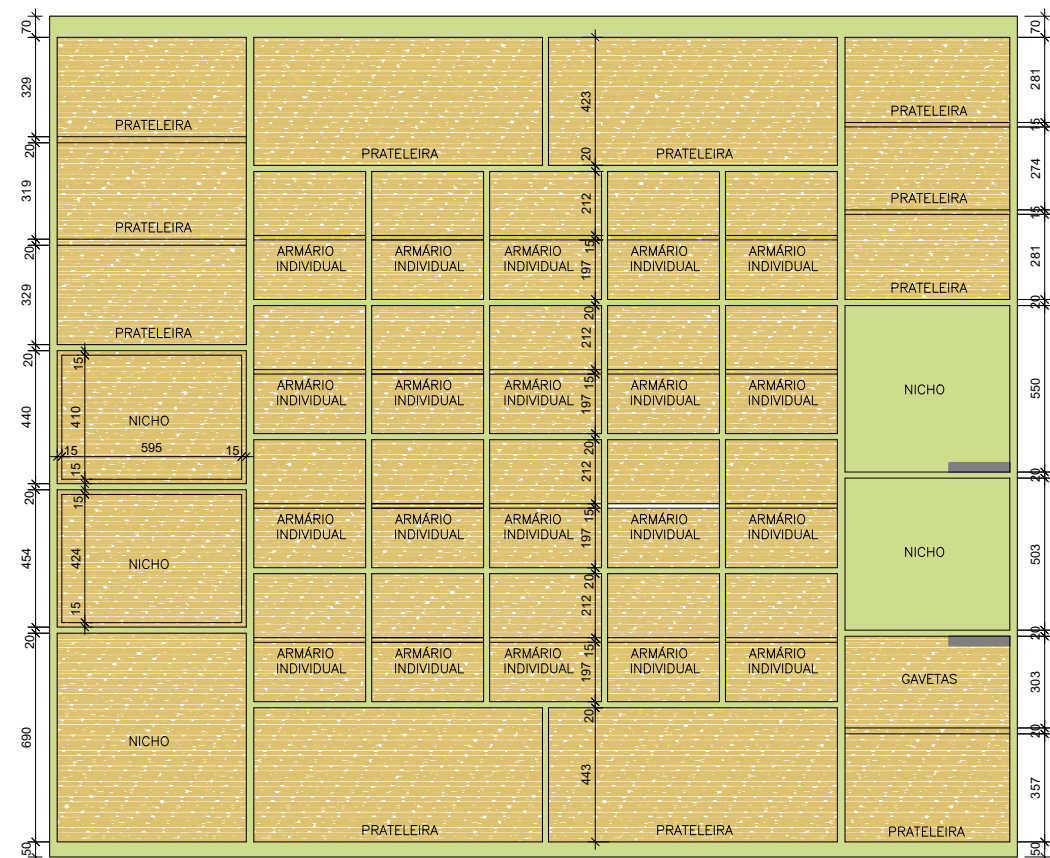 70
329
20
319
20
329
20
440
20
454
20
690
50
PRATELEIRA
PRATELEIRA
PRATELEIRA
15
410
15
15
595
15
NICHO
15
424
15
NICHO
NICHO
PRATELEIRA
PRATELEIRA
423
20
212
15
197
20
212
15
197
20
212
15
197
20
212
15
197
20
443
ARMÁRIO
INDIVIDUAL
ARMÁRIO
INDIVIDUAL
ARMÁRIO
INDIVIDUAL
ARMÁRIO
INDIVIDUAL
ARMÁRIO
INDIVIDUAL
ARMÁRIO
INDIVIDUAL
ARMÁRIO
INDIVIDUAL
ARMÁRIO
INDIVIDUAL
ARMÁRIO
INDIVIDUAL
ARMÁRIO
INDIVIDUAL
ARMÁRIO
INDIVIDUAL
ARMÁRIO
INDIVIDUAL
ARMÁRIO
INDIVIDUAL
ARMÁRIO
INDIVIDUAL
ARMÁRIO
INDIVIDUAL
ARMÁRIO
INDIVIDUAL
ARMÁRIO
INDIVIDUAL
ARMÁRIO
INDIVIDUAL
ARMÁRIO
INDIVIDUAL
ARMÁRIO
INDIVIDUAL
PRATELEIRA
PRATELEIRA
PRATELEIRA
PRATELEIRA
PRATELEIRA
NICHO
NICHO
GAVETAS
PRATELEIRA
70
281
15
274
15
281
20
550
20
503
20
303
20
357
50